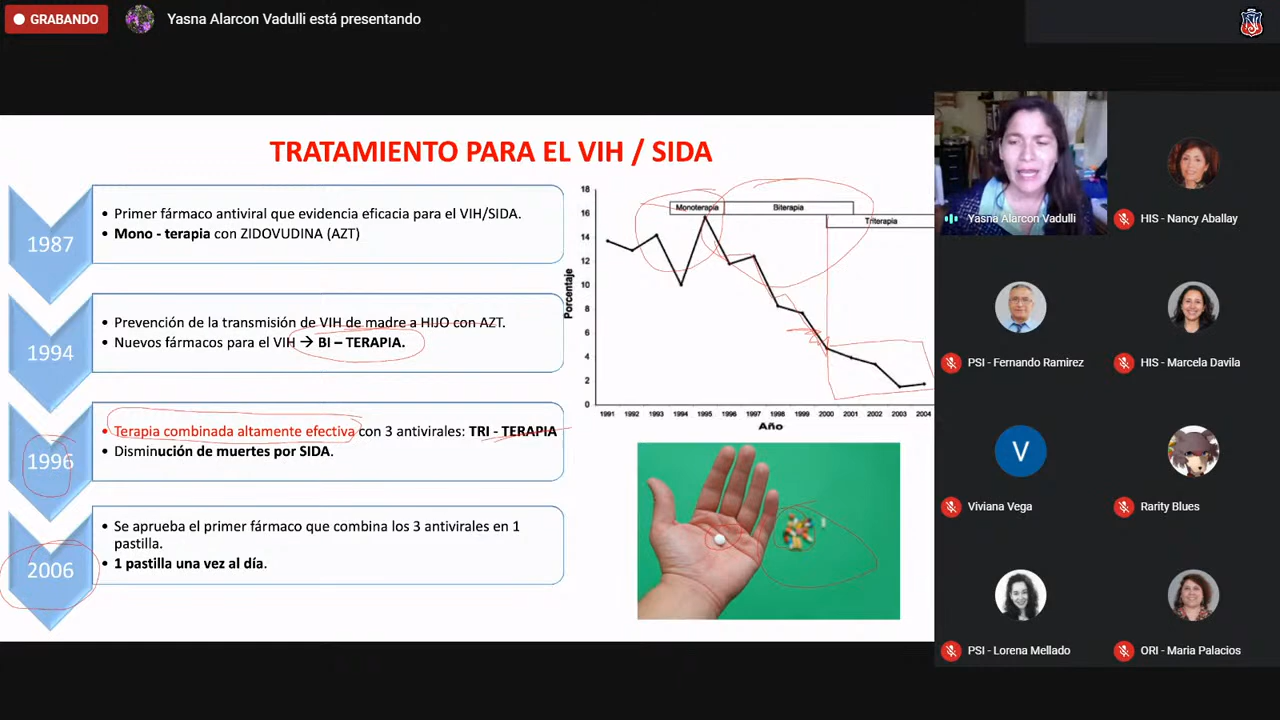 GRABANDO
Yasna Alarcon Vadulli está presentando
TRATAMIENTO PARA EL VIH / SIDA
1987
• Primer fármaco antiviral que evidencia eficacia para el VIH/SIDA.
• Mono - terapia con ZIDOVUDINA (AZT)
1994
• Prevención de la transmisión de VIH de madre a HIJO con AZT.
• Nuevos fármacos para el VIH → BI – TERAPIA.
1996
• Terapia combinada altamente efectiva con 3 antivirales: TRI - TERAPIA
• Disminución de muertes por SIDA.
2006
• Se aprueba el primer fármaco que combina los 3 antivirales en 1
pastilla.
• 1 pastilla una vez al día.
Monoterapia
Biterapia
Triterapia
Porcentaje
18
16
14
12
10
8
6
4
2
0
1991 1992 1993 1994 1995 1996 1997 1998 1999 2000 2001 2002 2003 2004
Año
Yasna Alarcon Vadulli
HIS - Nancy Aballay
PSI - Fernando Ramirez
HIS - Marcela Davila
V
Viviana Vega
Rarity Blues
PSI - Lorena Mellado
ORI - Maria Palacios